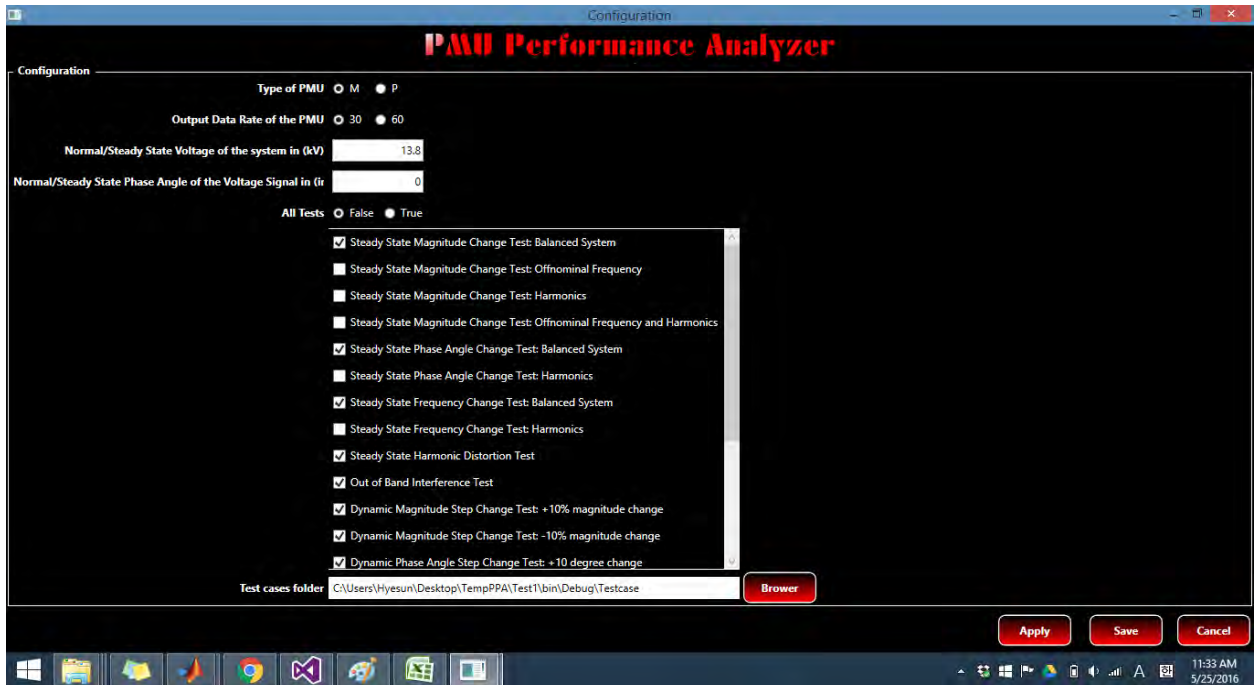 Configuration
PMU Performance Analyzer
Configuration
Type of PMU M P
Output Data Rate of the PMU 30 60
Normal/Steady State Voltage of the system in (kV) 13.8
Normal/Steady State Phase Angle of the Voltage Signal in (ir 0
All Tests False True
Steady State Magnitude Change Test: Balanced System
Steady State Magnitude Change Test: Offnominal Frequency
Steady State Magnitude Change Test: Harmonics
Steady State Magnitude Change Test: Offnominal Frequency and Harmonics
Steady State Phase Angle Change Test: Balanced System
Steady State Phase Angle Change Test: Harmonics
Steady State Frequency Change Test: Balanced System
Steady State Frequency Change Test: Harmonics
Steady State Harmonic Distortion Test
Out of Band Interference Test
Dynamic Magnitude Step Change Test: +10% magnitude change
Dynamic Magnitude Step Change Test: -10% magnitude change
Dynamic Phase Angle Step Change Test: +10 degree change
Test cases folder C:\Users\Hyesun\Desktop\TempPPA\Test1\bin\Debug\Testcase Brower
Apply Save Cancel
A 한 11:33 AM
5/25/2016